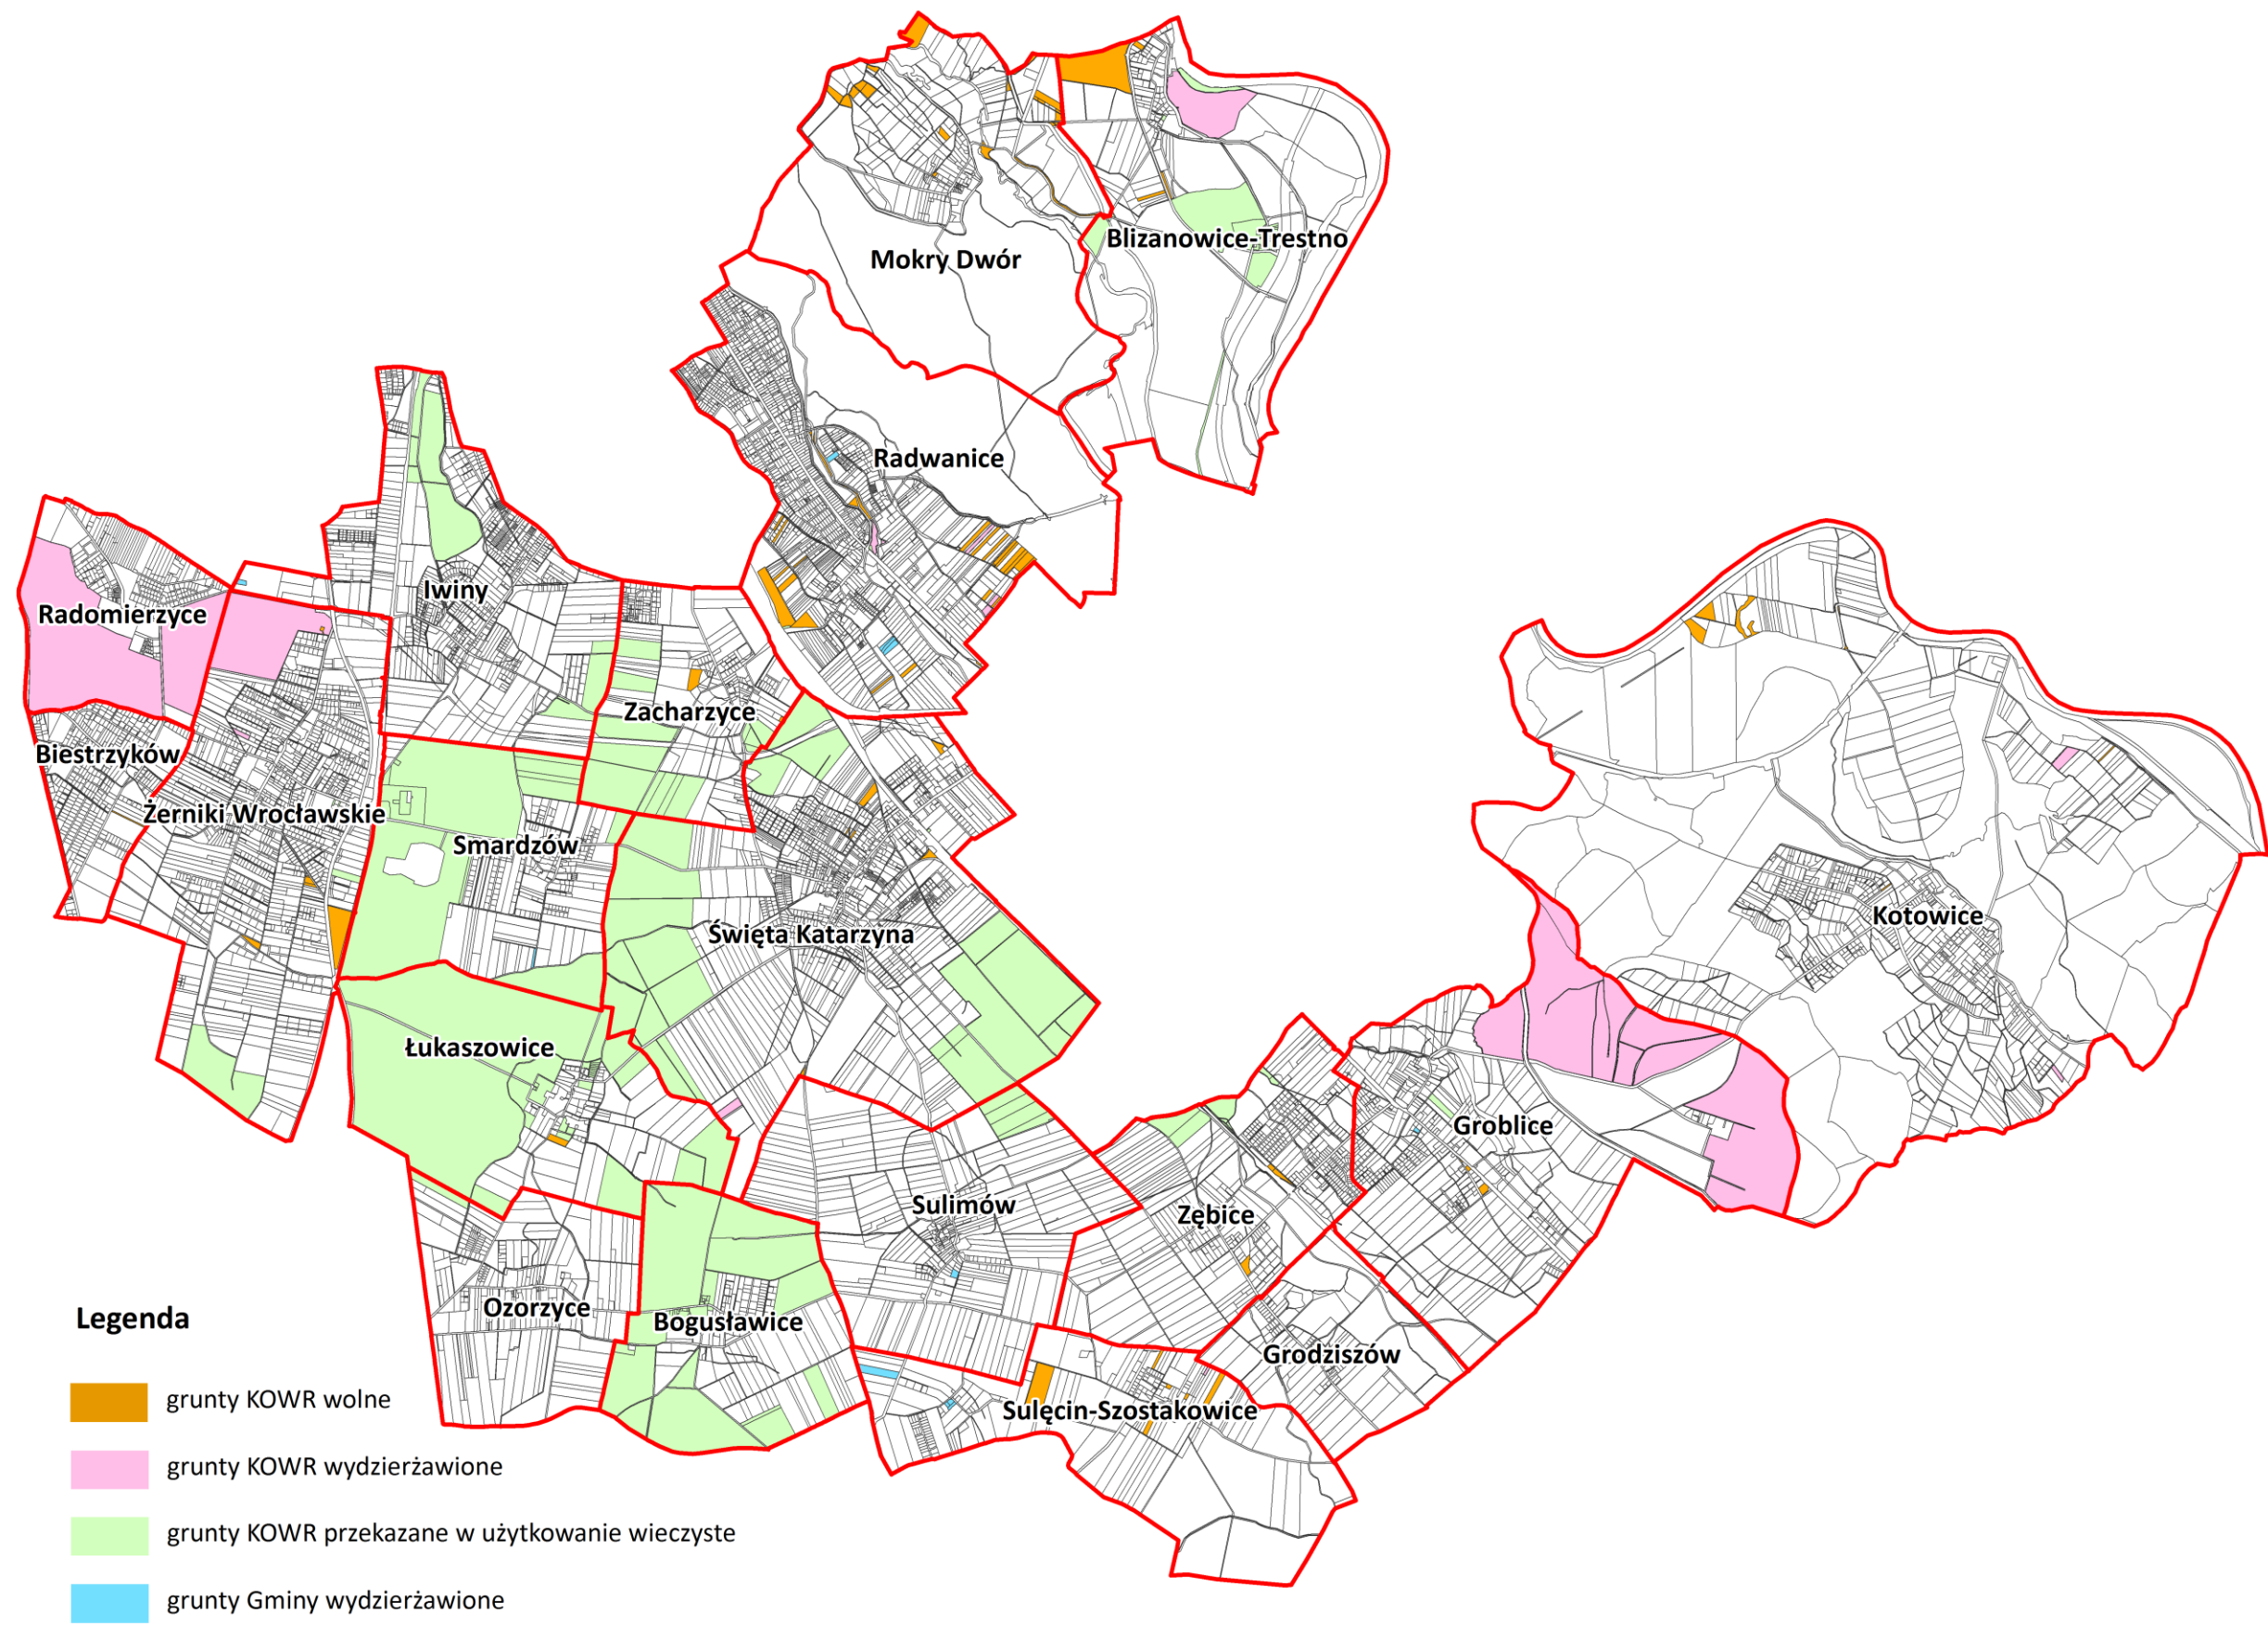 Mokry Dwór
Blizanowice-Trestno
Radwanice
Iwiny
Radomierzyce
Zacharzyce
Biestrzyków
Żerniki Wrocławskie
Smardzów
Święta Katarzyna
Kotowice
Łukaszowice
Groblice
Sulimów
Zębice
Ozorzyce
Bogusławice
Grodziszów
Sulęcin-Szostakowice
Legenda
grunty KOWR wolne
grunty KOWR wydzierżawione
grunty KOWR przekazane w użytkowanie wieczyste
grunty Gminy wydzierżawione